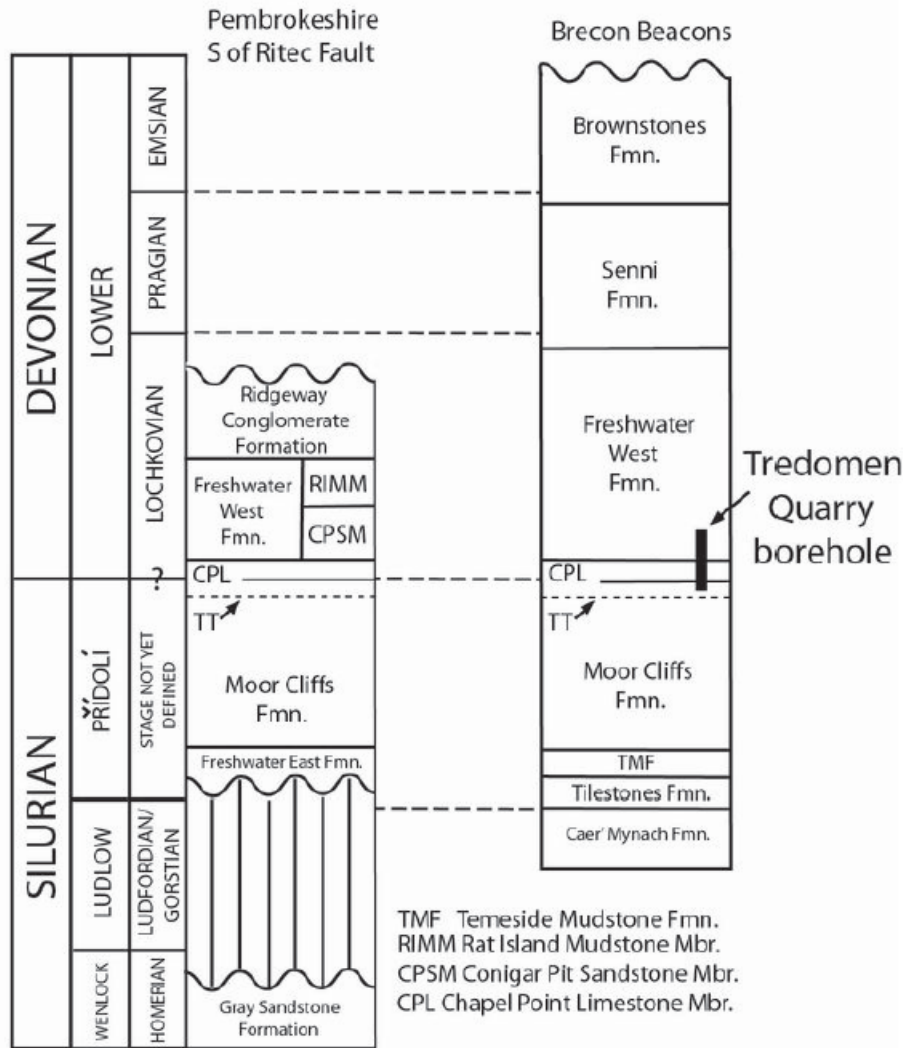 Pembrokeshire
S of Ritec Fault
Brecon Beacons
DEVONIAN
LOWER
EMSIAN
PRAGIAN
LOCHKOVIAN
?
SILURIAN
PŘÍDOLÍ
STAGE NOT YET
DEFINED
LUDLOW
LUDFORDIAN/
GORSTIAN
WENLOCK
HOMERIAN
Ridgeway
Conglomerate
Formation
Freshwater
West
Fmn.
RIMM
CPSM
CPL
TT
Moor Cliffs
Fmn.
Freshwater East Fmn.
Gray Sandstone
Formation
Brownstones
Fmn.
Senni
Fmn.
Freshwater
West
Fmn.
Tredomen
Quarry
borehole
CPL
TT
Moor Cliffs
Fmn.
TMF
Tilestones Fmn.
Caer' Mynach Fmn.
TMF Temeside Mudstone Fmn.
RIMM Rat Island Mudstone Mbr.
CPSM Conigar Pit Sandstone Mbr.
CPL Chapel Point Limestone Mbr.